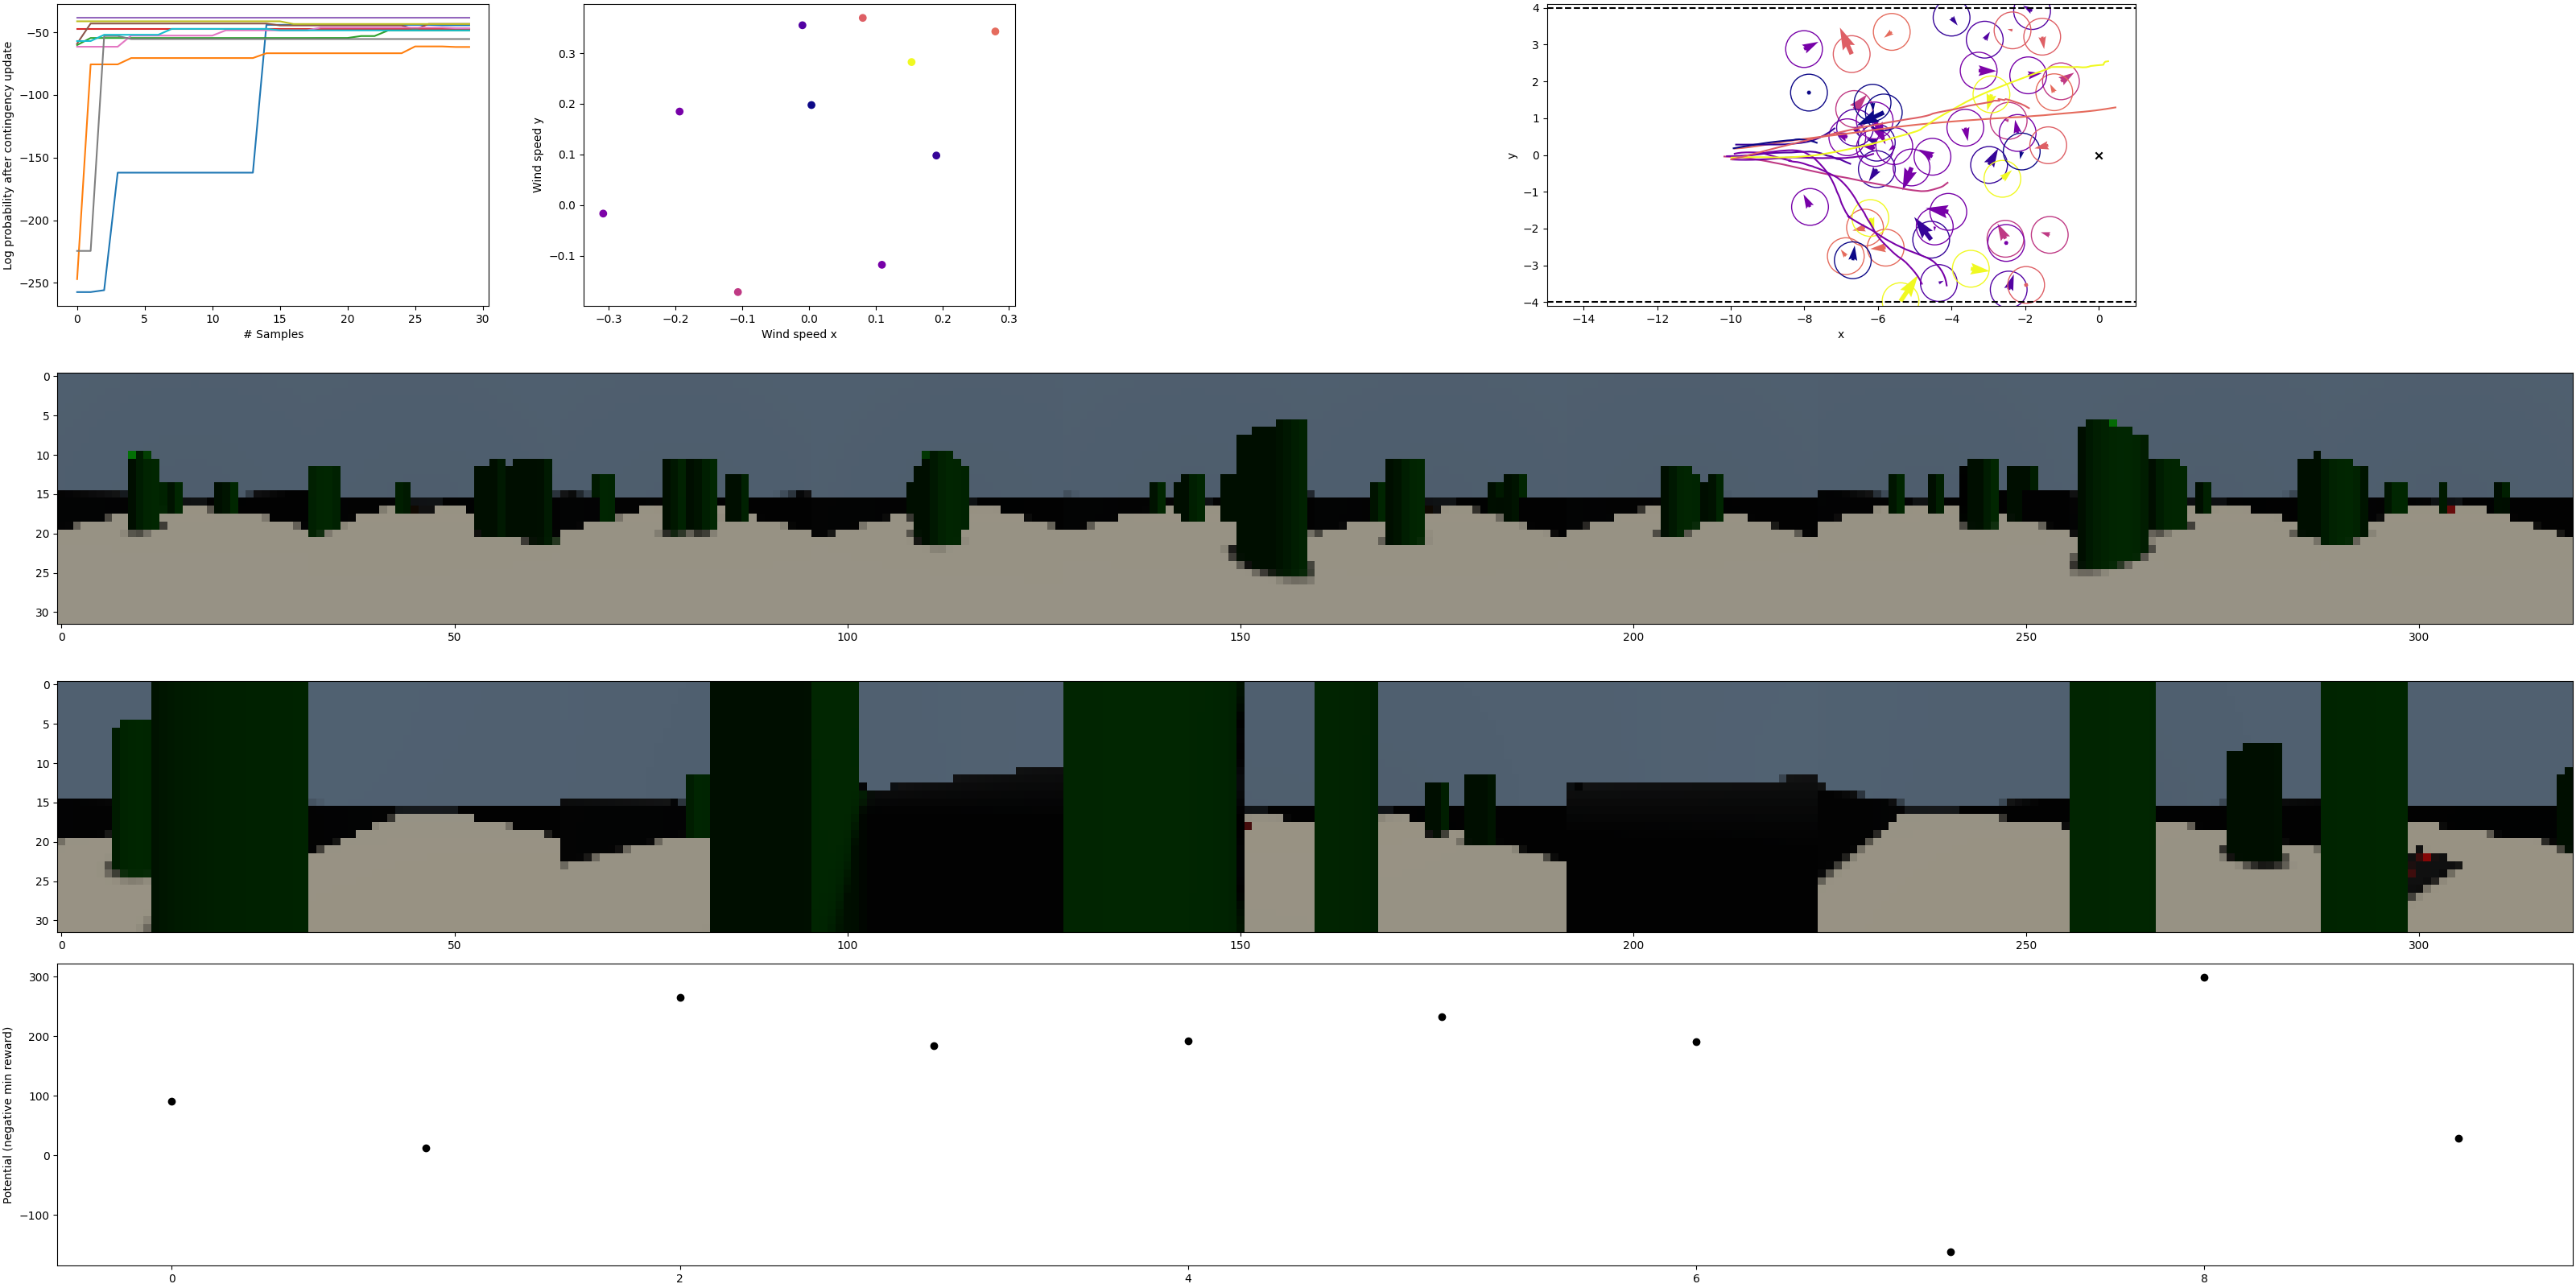 −50
−100
−150
−200
−250
0 5 10 15 20 25 30
# Samples
Log probability after contingency update
0.3
0.2
0.1
0.0
−0.1
−0.3 −0.2 −0.1 0.0 0.1 0.2 0.3
Wind speed x
Wind speed y
4
3
2
1
0
−1
−2
−3
−4
−14 −12 −10 −8 −6 −4 −2 0
x
y
0
5
10
15
20
25
30
0 50 100 150 200 250 300
0
5
10
15
20
25
30
0 50 100 150 200 250 300
300
200
100
0
−100
0 2 4 6 8
Potential (negative min reward)